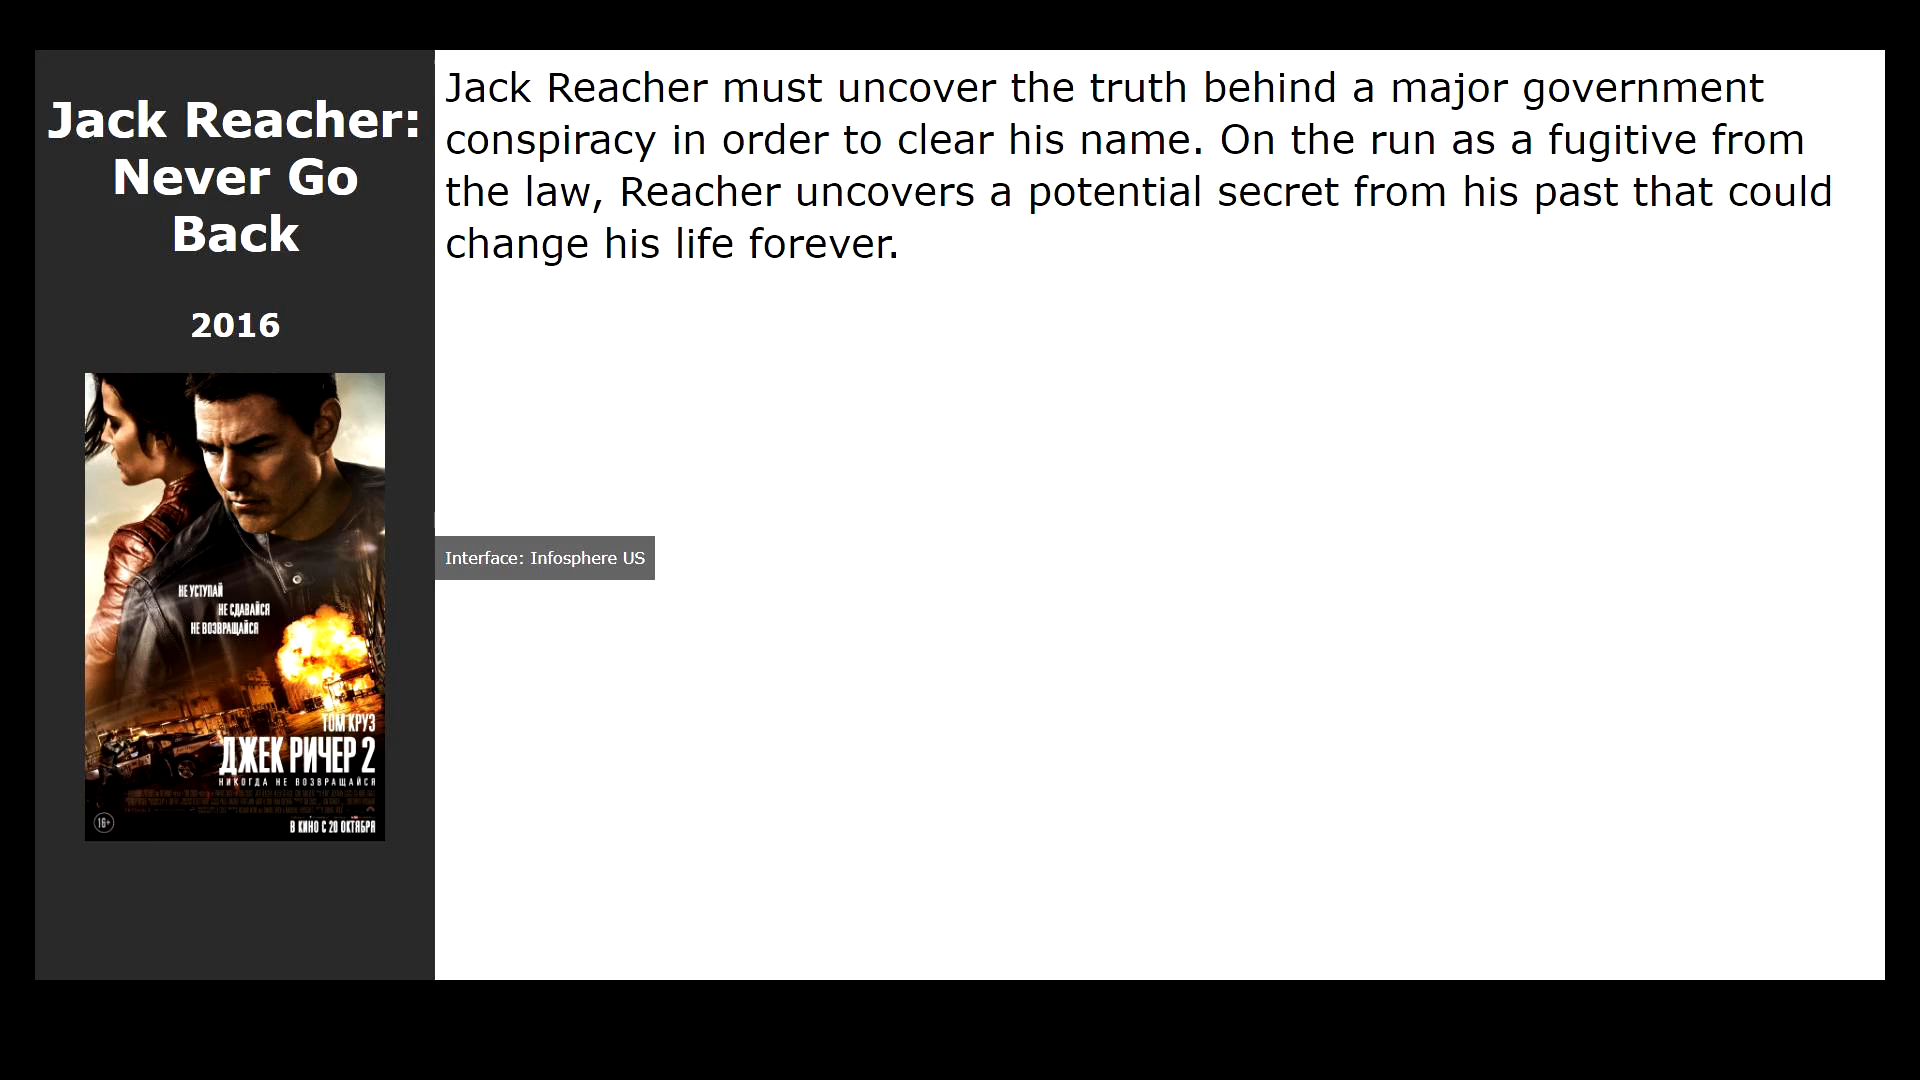 Jack Reacher:
Never Go
Back
2016
НЕ УСТУПАЙ
НЕ СДАВАЙСЯ
НЕ ВОЗВРАЩАЙСЯ
ТОМ КРУЗ
ДЖЕК РИЧЕР 2
НИКОГДА НЕ ВОЗВРАЩАЙСЯ
16+
В КИНО С 20 ОКТЯБРЯ
Jack Reacher must uncover the truth behind a major government
conspiracy in order to clear his name. On the run as a fugitive from
the law, Reacher uncovers a potential secret from his past that could
change his life forever.
Interface: Infosphere US